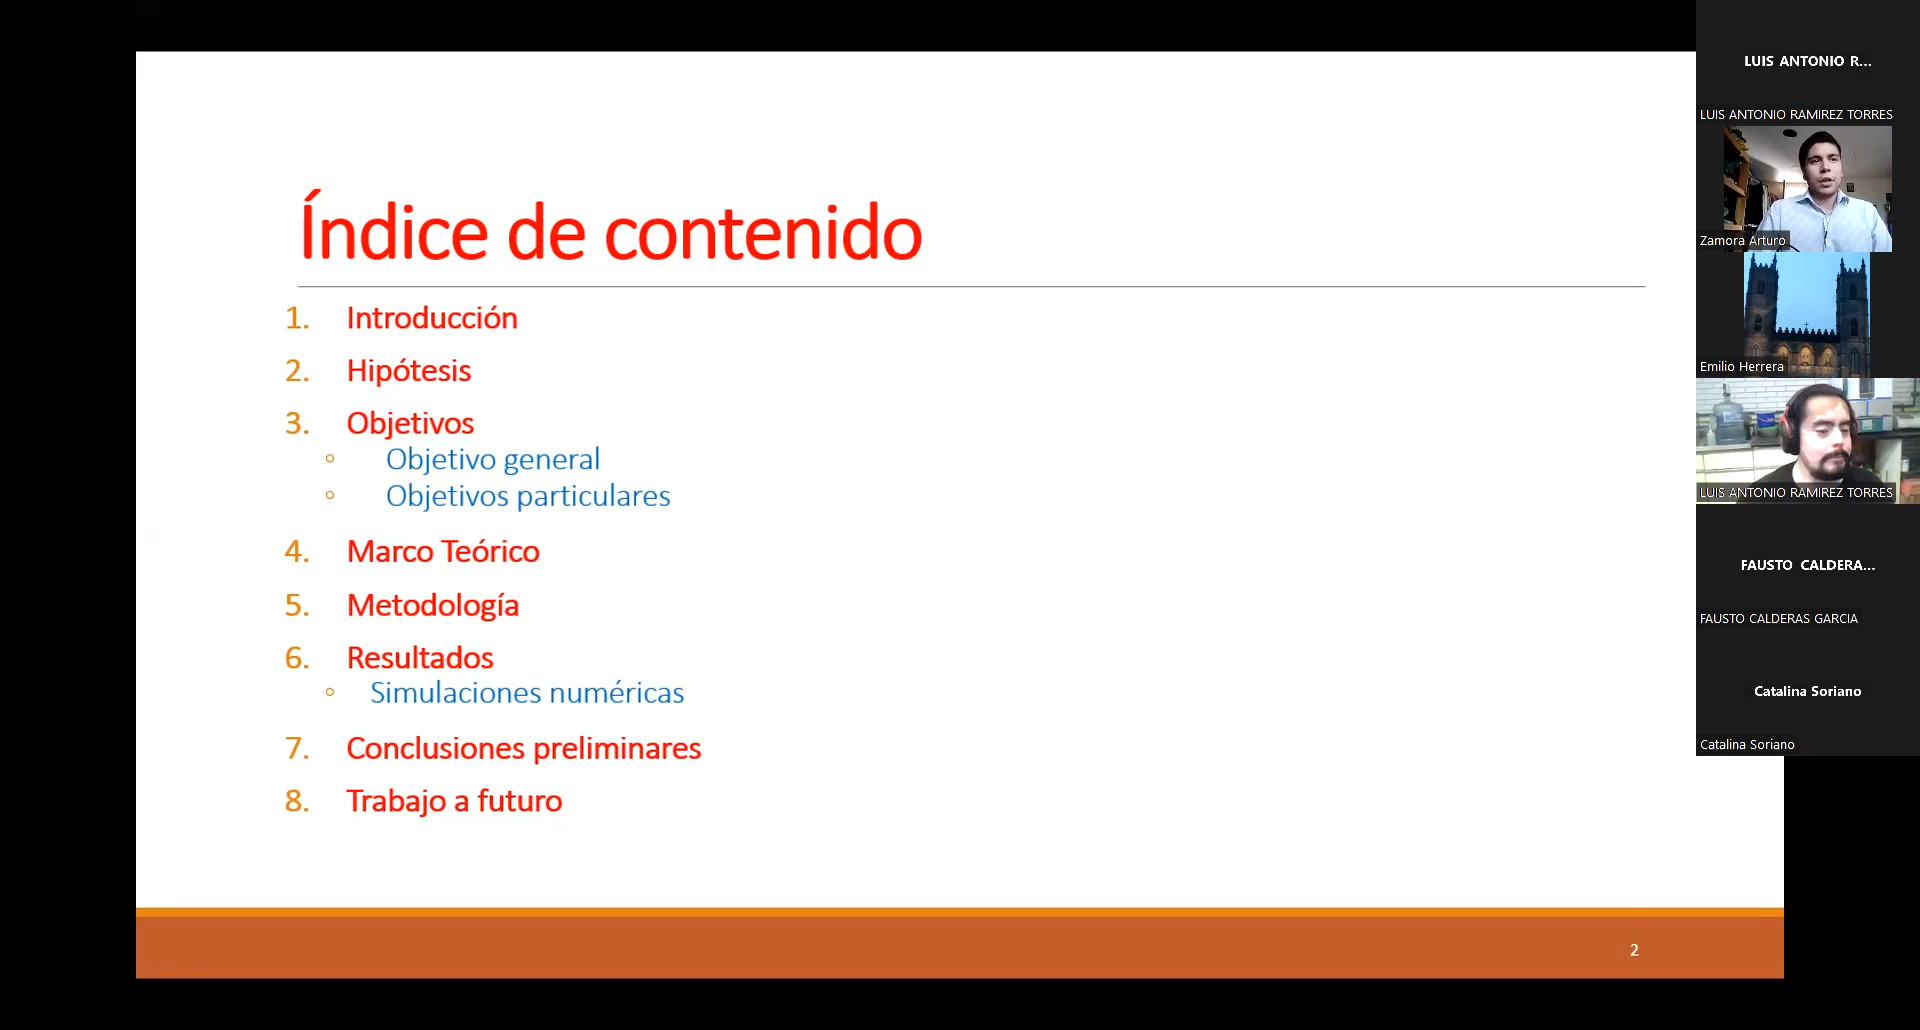 Índice de contenido
1. Introducción
2. Hipótesis
3. Objetivos
◦ Objetivo general
◦ Objetivos particulares
4. Marco Teórico
5. Metodología
6. Resultados
◦ Simulaciones numéricas
7. Conclusiones preliminares
8. Trabajo a futuro
2
LUIS ANTONIO R...
LUIS ANTONIO RAMIREZ TORRES
Zamora Arturo
Emilio Herrera
LUIS ANTONIO RAMIREZ TORRES
FAUSTO CALDERA...
FAUSTO CALDERAS GARCIA
Catalina Soriano
Catalina Soriano